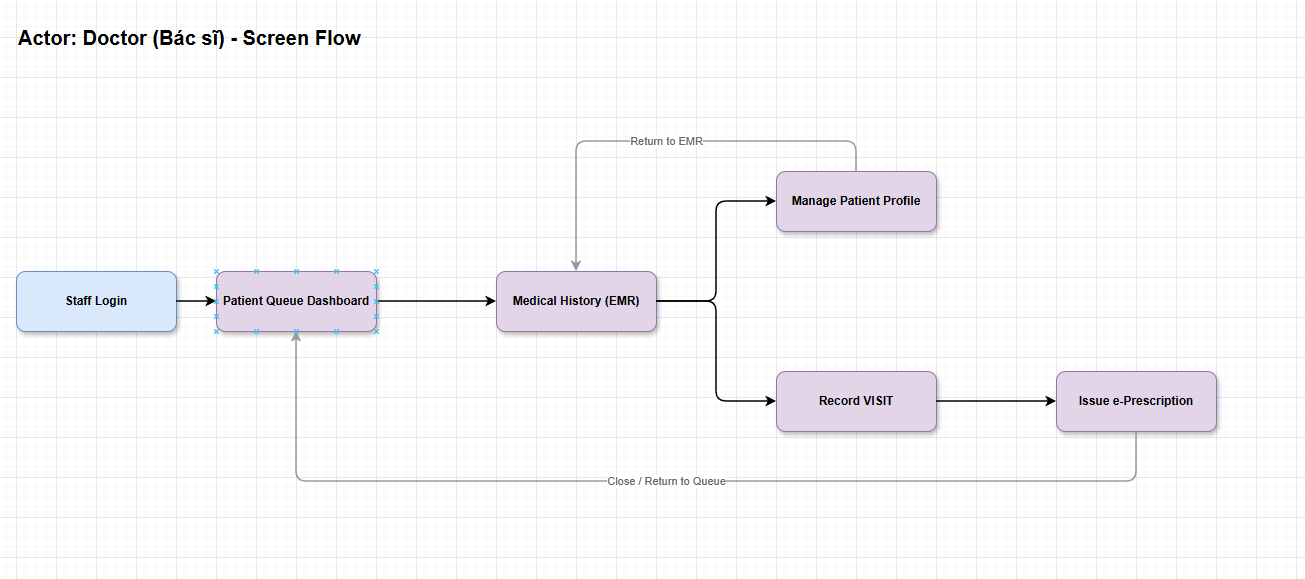 Actor: Doctor (Bác sĩ) - Screen Flow
Return to EMR
Manage Patient Profile
Staff Login
Patient Queue Dashboard
Medical History (EMR)
Record VISIT
Issue e-Prescription
Close / Return to Queue